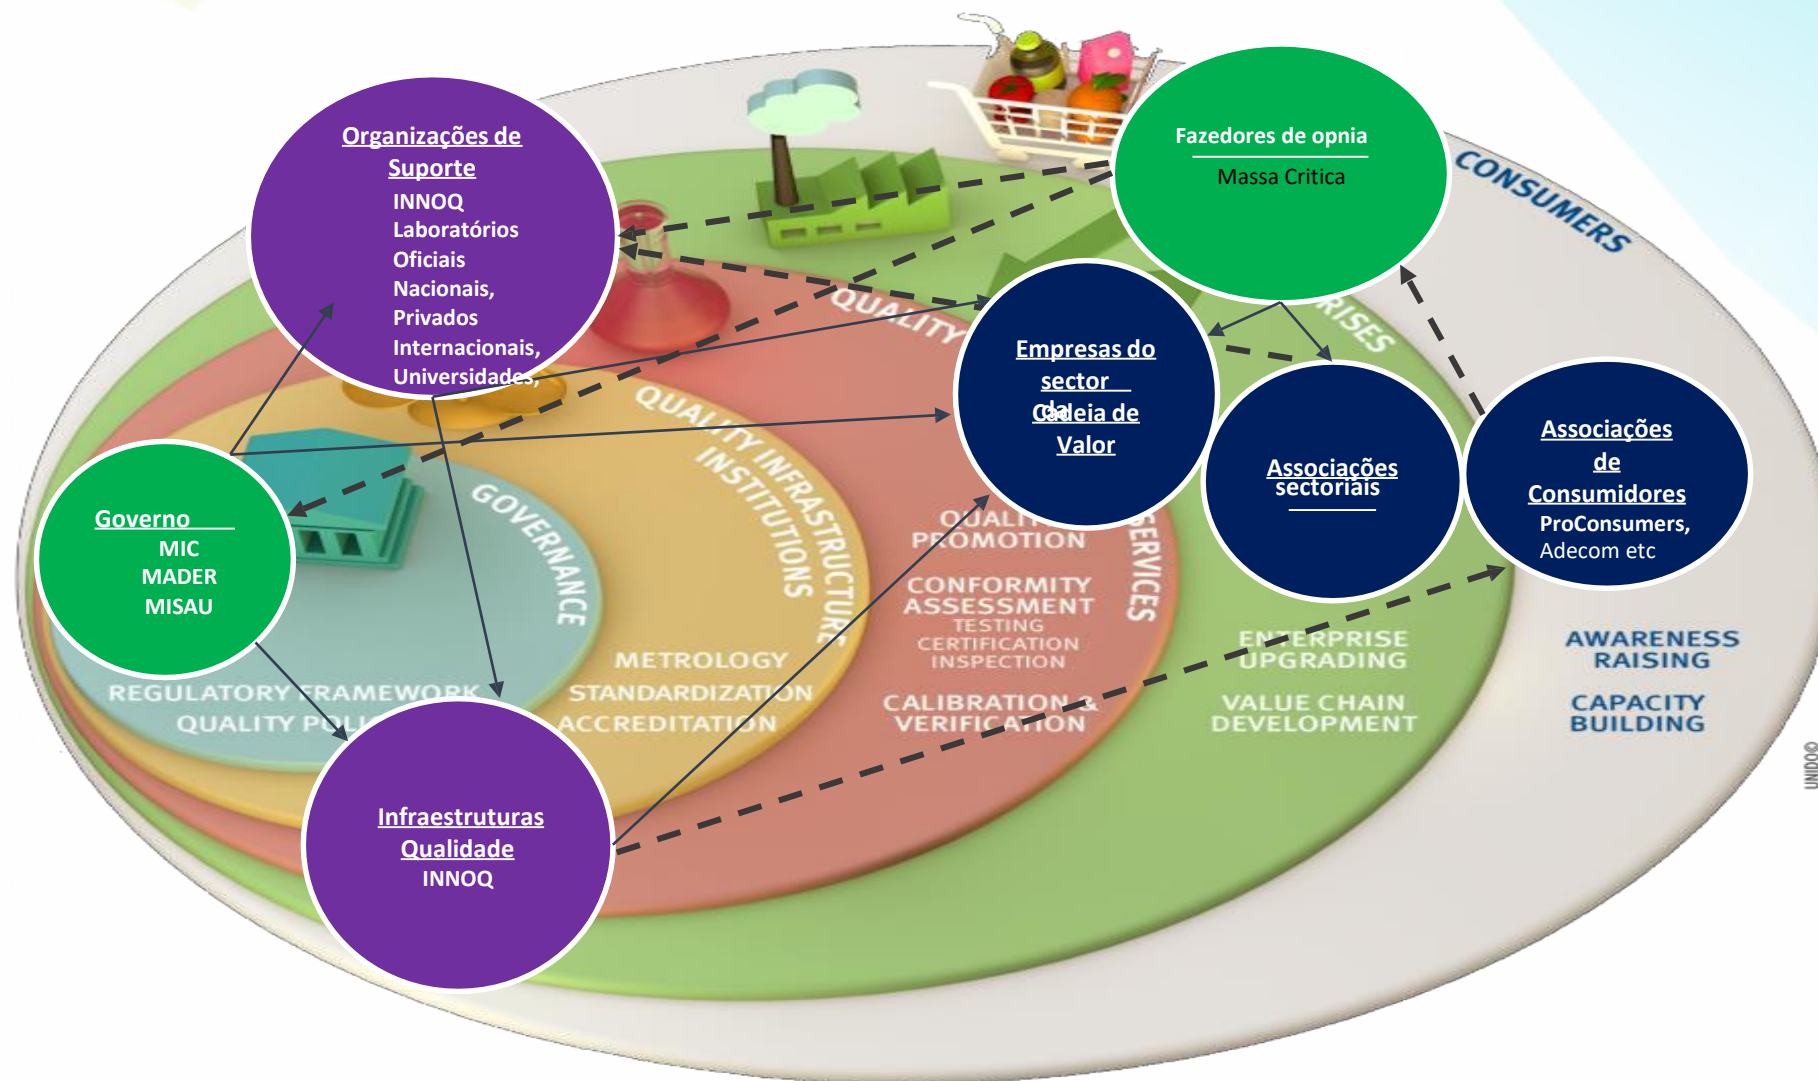 Organizações de
Suporte
INNOQ
Laboratórios
Oficiais
Nacionais,
Privados
Internacionais,
Universidades,
Fazedores de opnia
Massa Critica
CONSUMERS
RISES
QUALITY
SERVICES
Empresas do
sector
da
Cadeia de
Valor
Associações
sectoriais
Associações
de
Consumidores
ProConsumers,
Adecom etc
QUALITY INFRASTRUCTURE
INSTITUTIONS
GOVERNANCE
Governo
MIC
MADER
MISAU
PROMOTION
CONFORMITY
ASSESSMENT
TESTING
CERTIFICATION
INSPECTION
CALIBRATION &
VERIFICATION
METROLOGY
STANDARDIZATION
ACCREDITATION
REGULATORY FRAMEWORK
QUALITY
ENTERPRISE
UPGRADING
VALUE CHAIN
DEVELOPMENT
AWARENESS
RAISING
CAPACITY
BUILDING
UNIDO©
Infraestruturas
Qualidade
INNOQ